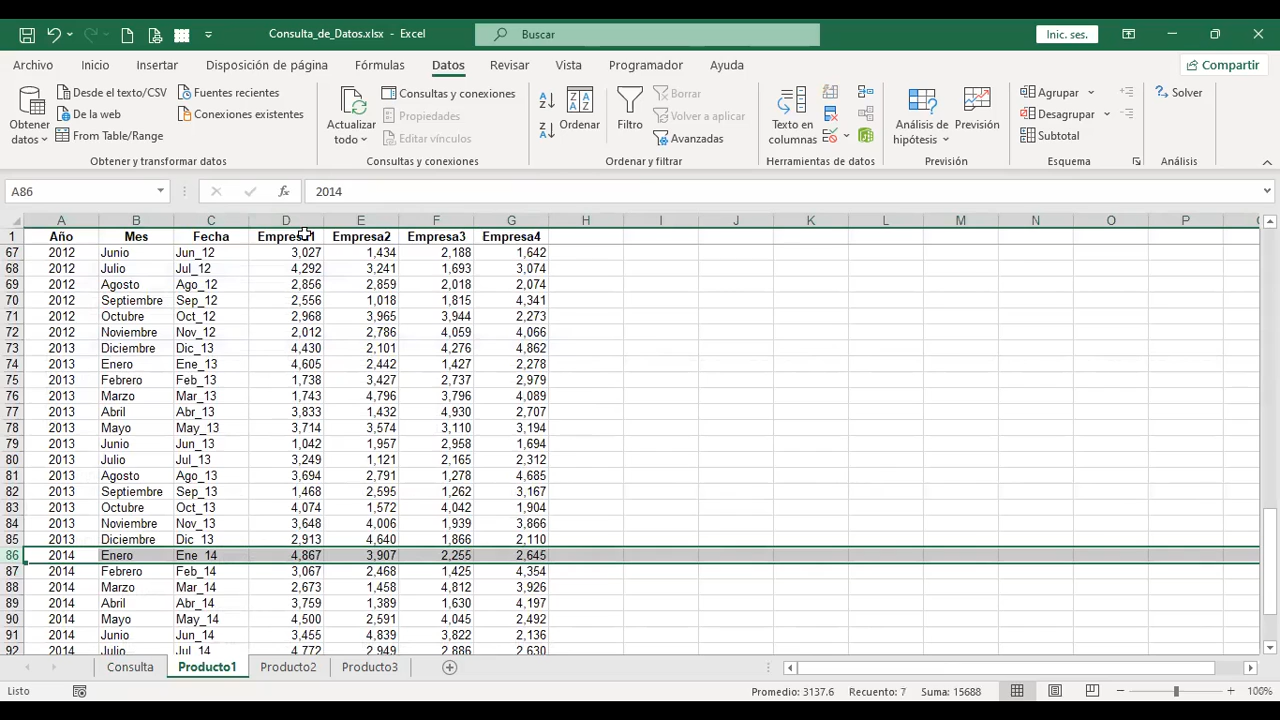 Consulta_de_Datos.xlsx - Excel
Buscar
Inic. ses.
Archivo Inicio Insertar Disposición de página Fórmulas Datos Revisar Vista Programador Ayuda
Compartir
Obtener datos
Desde el texto/CSV
De la web
From Table/Range
Fuentes recientes
Conexiones existentes
Obtener y transformar datos
Actualizar todo
Consultas y conexiones
Propiedades
Editar vínculos
Consultas y conexiones
Ordenar
Filtro
Borrar
Volver a aplicar
Avanzadas
Ordenar y filtrar
Texto en columnas
Herramientas de datos
Análisis de hipótesis
Previsión
Previsión
Agrupar
Desagrupar
Subtotal
Esquema
Solver
Análisis
A86 fx 2014
A B C D E F G H I J K L M N O P
1 Año Mes Fecha Empresa1 Empresa2 Empresa3 Empresa4
67 2012 Junio Jun_12 3,027 1,434 2,188 1,642
68 2012 Julio Jul_12 4,292 3,241 1,693 3,074
69 2012 Agosto Ago_12 2,856 2,859 2,018 2,074
70 2012 Septiembre Sep_12 2,556 1,018 1,815 4,341
71 2012 Octubre Oct_12 2,968 3,965 3,944 2,273
72 2012 Noviembre Nov_12 2,012 2,786 4,059 4,066
73 2012 Diciembre Dic_13 4,430 2,101 4,276 4,862
74 2013 Enero Ene_13 4,605 2,442 1,427 2,278
75 2013 Febrero Feb_13 1,738 3,427 2,737 2,979
76 2013 Marzo Mar_13 1,743 4,796 3,796 4,089
77 2013 Abril Abr_13 3,833 1,432 4,930 2,707
78 2013 Mayo May_13 3,714 3,574 3,110 3,194
79 2013 Junio Jun_13 1,042 1,957 2,958 1,694
80 2013 Julio Jul_13 3,249 1,121 2,165 2,312
81 2013 Agosto Ago_13 3,694 2,791 1,278 4,685
82 2013 Septiembre Sep_13 1,468 2,595 1,262 3,167
83 2013 Octubre Oct_13 4,074 1,572 4,042 1,904
84 2013 Noviembre Nov_13 3,648 4,006 1,939 3,866
85 2013 Diciembre Dic_13 2,913 4,640 1,866 2,110
86 2014 Enero Ene_14 4,867 3,907 2,255 2,645
87 2014 Febrero Feb_14 3,067 2,468 1,425 4,354
88 2014 Marzo Mar_14 2,673 1,458 4,812 3,926
89 2014 Abril Abr_14 3,759 1,389 1,630 4,197
90 2014 Mayo May_14 4,500 2,591 4,045 2,492
91 2014 Junio Jun_14 3,455 4,839 3,822 2,136
92 2014 Julio Jul_14 4,772 2,949 2,886 2,630
Consulta Producto1 Producto2 Producto3
Listo Promedio: 3137.6 Recuento: 7 Suma: 15688 100%